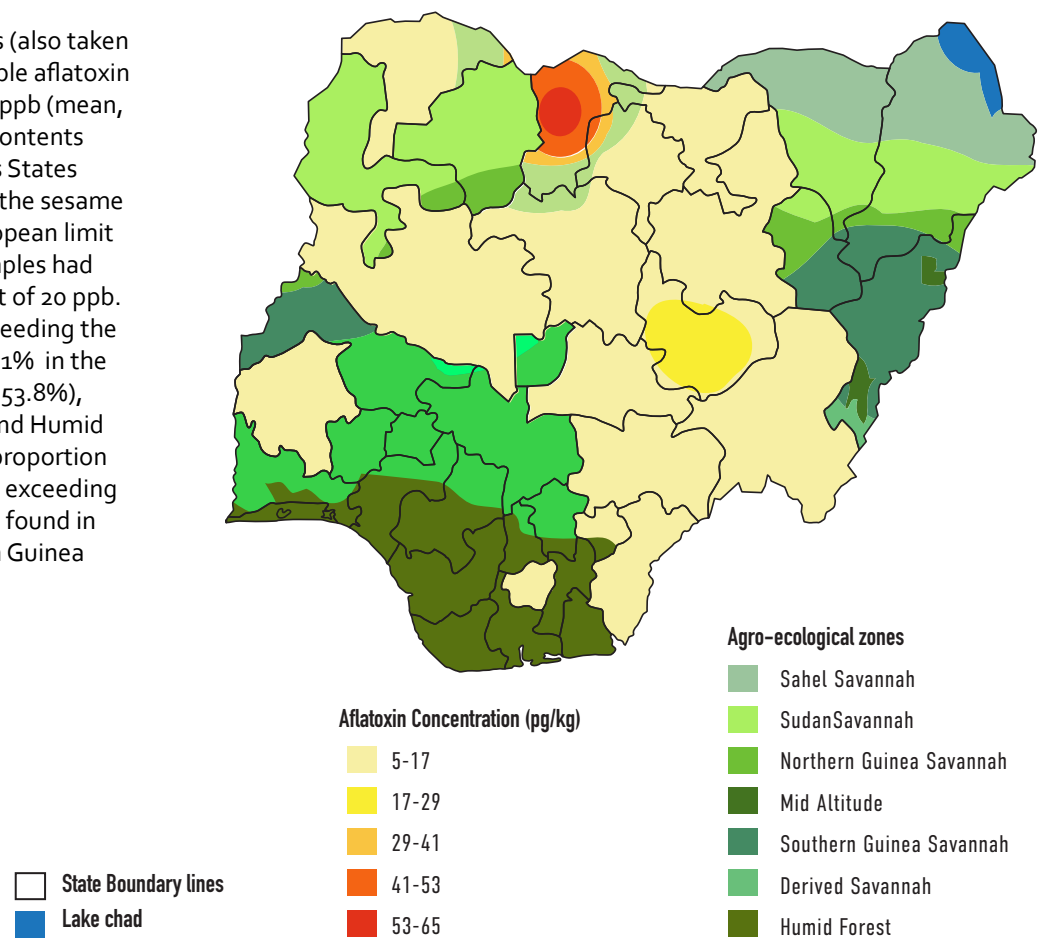 s (also taken
ole aflatoxin
ppb (mean,
ontents
s States
the sesame
opean limit
nples had
t of 20 ppb.
eeding the
1% in the
53.8%),
nd Humid
proportion
exceeding
found in
Guinea
Agro-ecological zones
Sahel Savannah
SudanSavannah
Northern Guinea Savannah
Mid Altitude
Southern Guinea Savannah
Derived Savannah
Humid Forest
Aflatoxin Concentration (pg/kg)
5-17
17-29
29-41
41-53
53-65
State Boundary lines
Lake chad